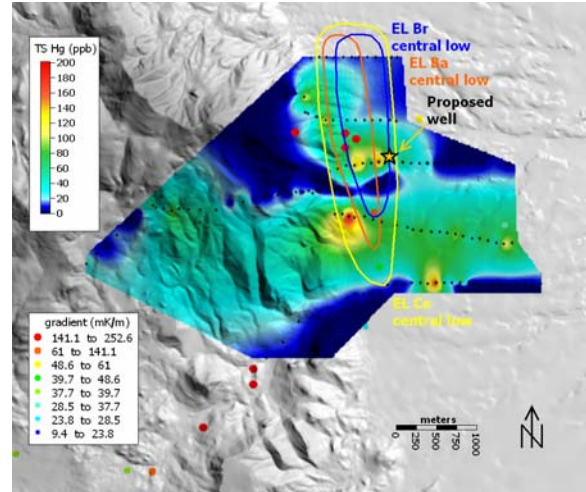 TS Hg (ppb)
200
180
160
140
120
100
80
60
40
20
0
EL Br
central low
EL Ba
central low
Proposed
well
EL Ca
central low
gradient (mK/m)
141.1 to 252.6
61 to 141.1
48.6 to 61
39.7 to 48.6
37.7 to 39.7
28.5 to 37.7
23.8 to 28.5
9.4 to 23.8
meters
0 250 500 1000
N